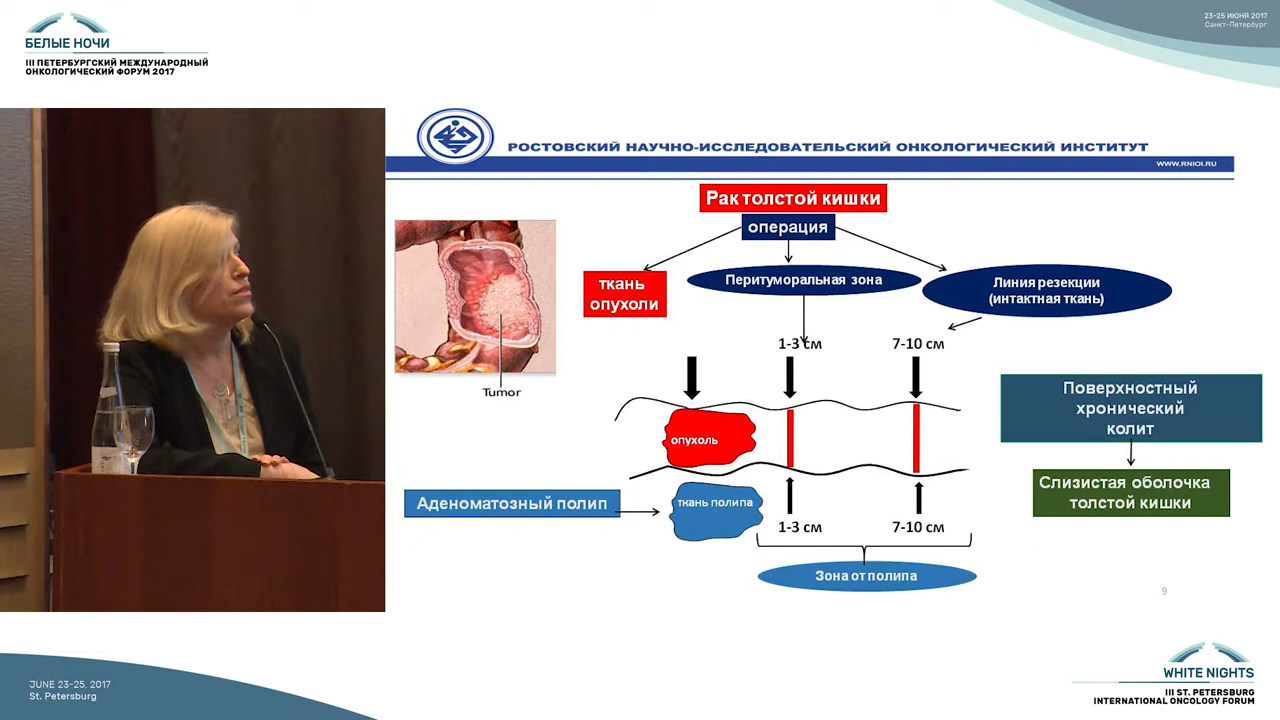 БЕЛЫЕ НОЧИ
III ПЕТЕРБУРГСКИЙ МЕЖДУНАРОДНЫЙ
ОНКОЛОГИЧЕСКИЙ ФОРУМ 2017
23-25 ИЮНЯ 2017
Санкт-Петербург
РОСТОВСКИЙ НАУЧНО-ИССЛЕДОВАТЕЛЬСКИЙ ОНКОЛОГИЧЕСКИЙ ИНСТИТУТ
WWW.RNIOI.RU
Рак толстой кишки
операция
ткань
опухоли
Перитуморальная зона
Линия резекции
(интактная ткань)
1-3 см
7-10 см
Tumor
опухоль
Поверхностный
хронический
колит
Слизистая оболочка
толстой кишки
Аденоматозный полип
ткань полипа
1-3 см
7-10 см
Зона от полипа
9
JUNE 23-25, 2017
St. Petersburg
WHITE NIGHTS
III ST. PETERSBURG
INTERNATIONAL ONCOLOGY FORUM